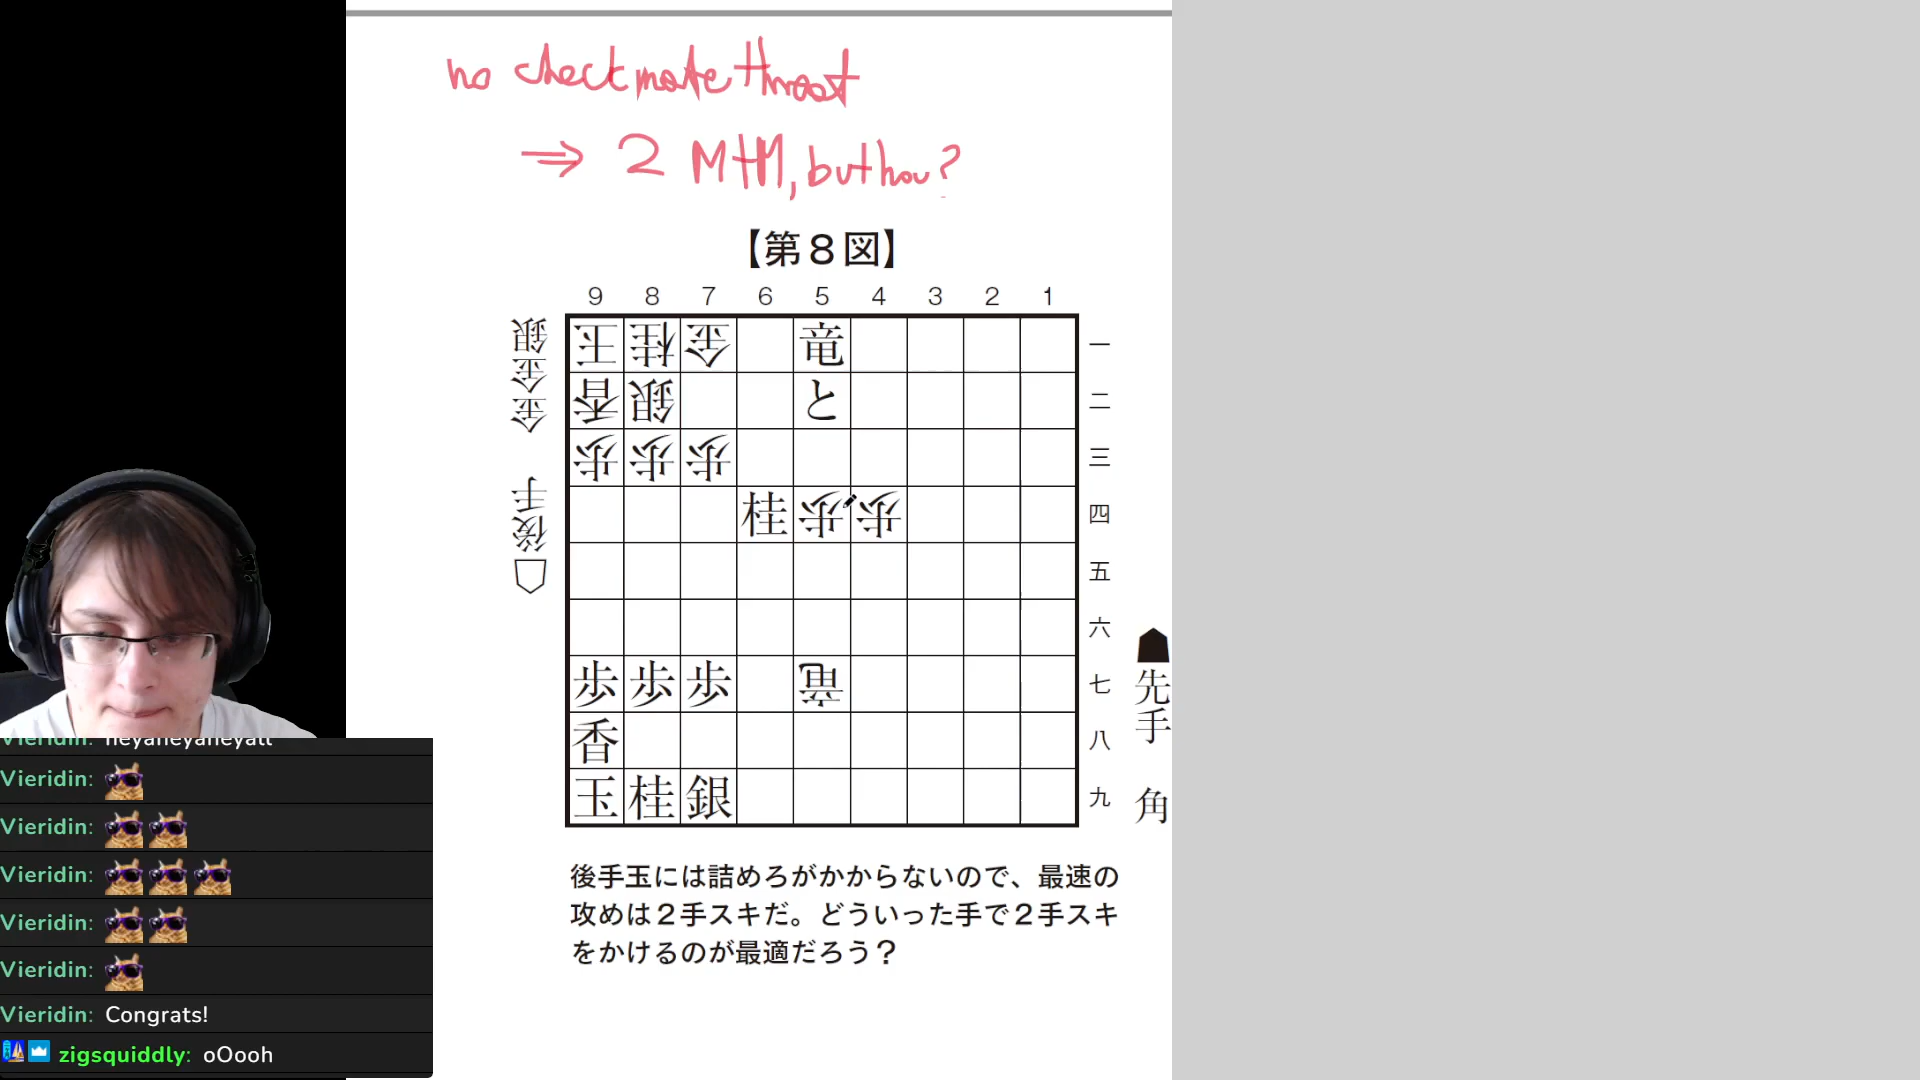 no checkmate threat
⇒ 2 MtM, but how?
【第８図】
9 8 7 6 5 4 3 2 1
玉 桂 金 竜 一
香 銀 と 二
歩 歩 歩 三
桂 歩 歩 四
五
六
歩 歩 歩 竜 七
香 八
玉 桂 銀 九
☖後手 金金銀
☗先手 角
後手玉には詰めろがかからないので、最速の
攻めは２手スキだ。どういった手で２手スキ
をかけるのが最適だろう？
Vieridin: heyaheyaheyall
Vieridin:
Vieridin:
Vieridin:
Vieridin:
Vieridin:
Vieridin: Congrats!
zigsquiddly: oOooh